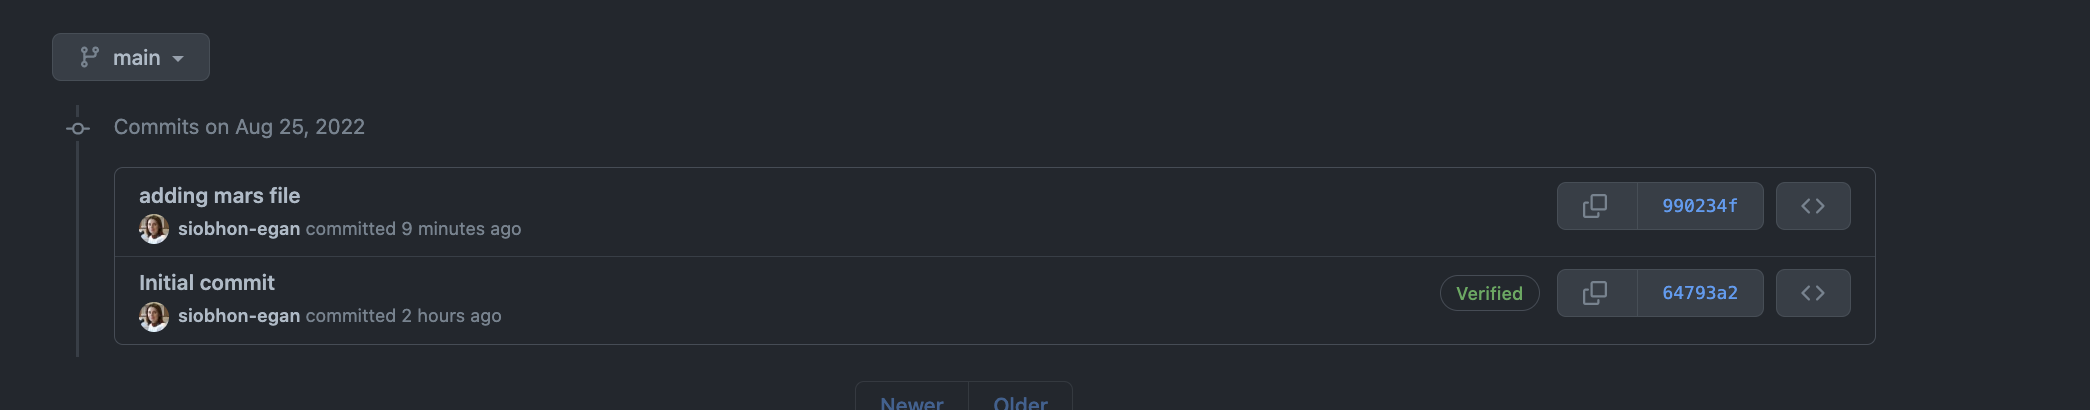 main
Commits on Aug 25, 2022
adding mars file
siobhon-egan committed 9 minutes ago
990234f
Initial commit
siobhon-egan committed 2 hours ago
Verified
64793a2
Newer
Older